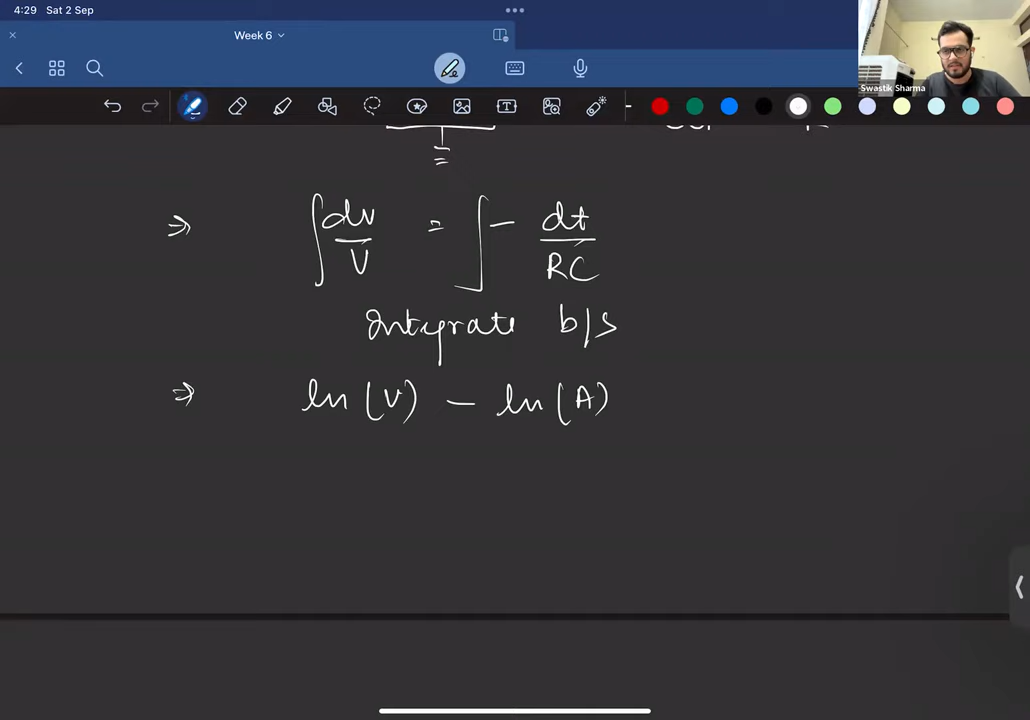 4:29 Sat 2 Sep
Week 6
Swastik Sharma
⇒ ∫ dv/V = ∫ - dt/RC
Integrate b/s
⇒ ln (V) - ln (A)